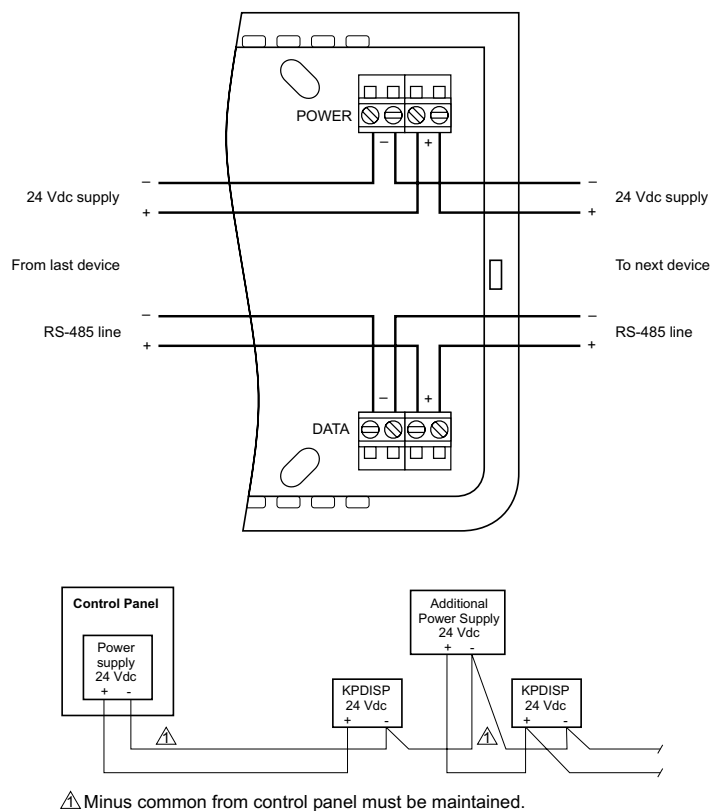 POWER
– +
– –
24 Vdc supply 24 Vdc supply
+ +
From last device To next device
– –
RS-485 line RS-485 line
+ +
– +
DATA
Control Panel
Power
supply
24 Vdc
+ -
Additional
Power Supply
24 Vdc
+ -
KPDISP
24 Vdc
+ -
KPDISP
24 Vdc
+ -
1
1
1 Minus common from control panel must be maintained.